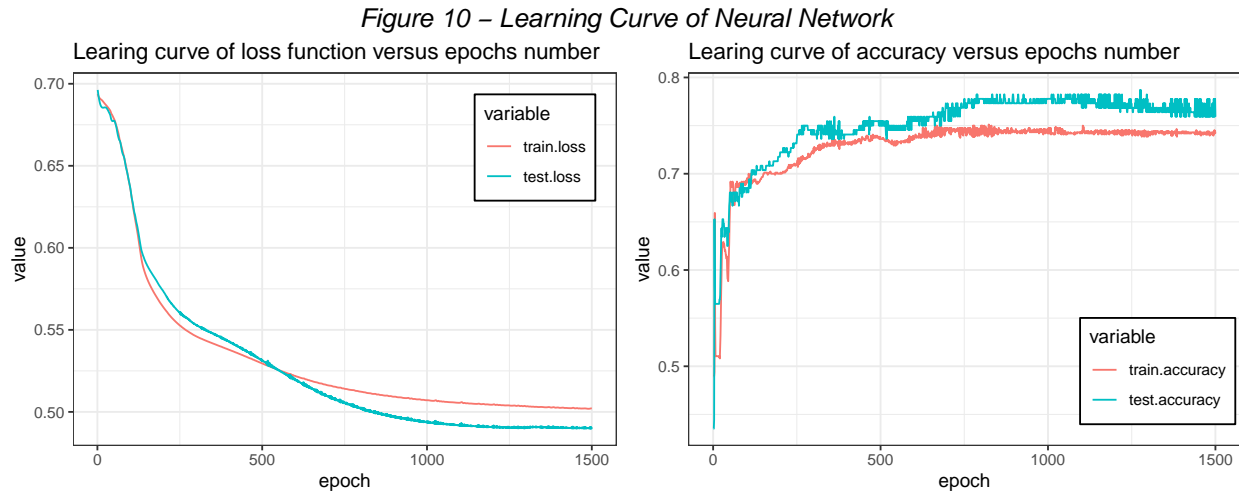 Figure 10 – Learning Curve of Neural Network
Learing curve of loss function versus epochs number
0.70
0.65
0.60
0.55
0.50
value
0
500
1000
1500
epoch
variable
train.loss
test.loss
Learing curve of accuracy versus epochs number
0.8
0.7
0.6
0.5
value
0
500
1000
1500
epoch
variable
train.accuracy
test.accuracy